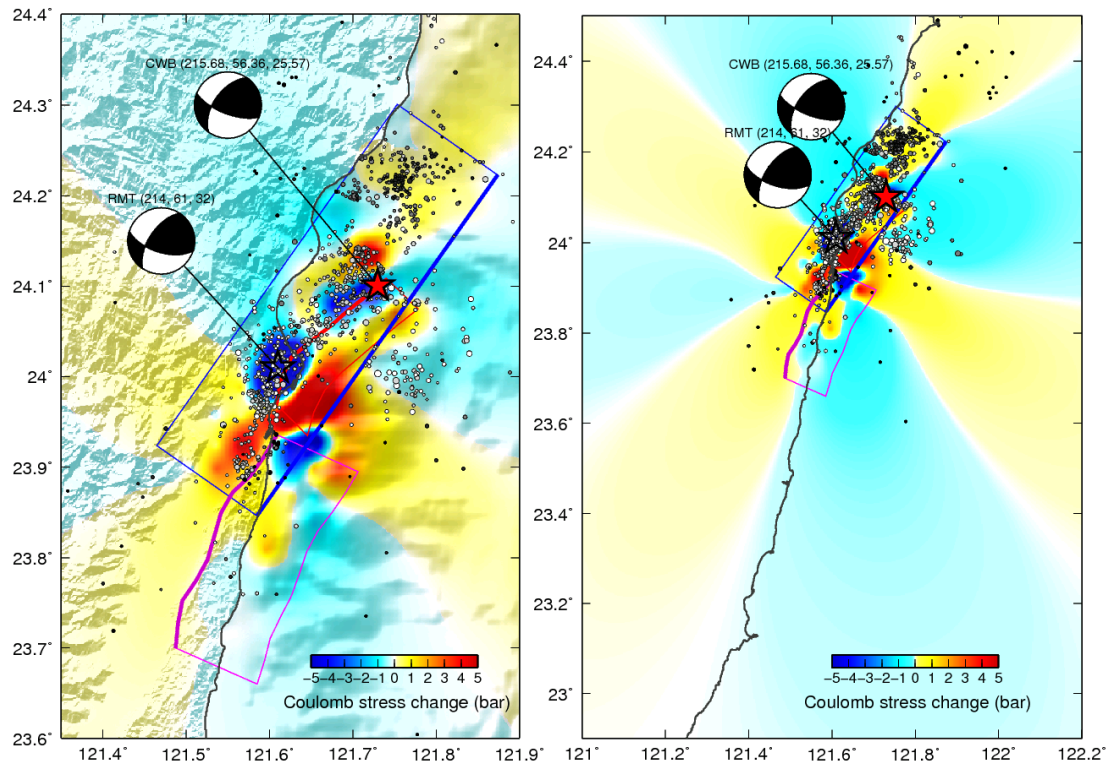 24.4°
24.3°
24.2°
24.1°
24°
23.9°
23.8°
23.7°
23.6°
CWB (215.68, 56.36, 25.57)
RMT (214, 61, 32)
−5−4−3−2−1 0 1 2 3 4 5
Coulomb stress change (bar)
121.4° 121.5° 121.6° 121.7° 121.8° 121.9°
24.4°
24.2°
24°
23.8°
23.6°
23.4°
23.2°
23°
CWB (215.68, 56.36, 25.57)
RMT (214, 61, 32)
−5−4−3−2−1 0 1 2 3 4 5
Coulomb stress change (bar)
121° 121.2° 121.4° 121.6° 121.8° 122° 122.2°